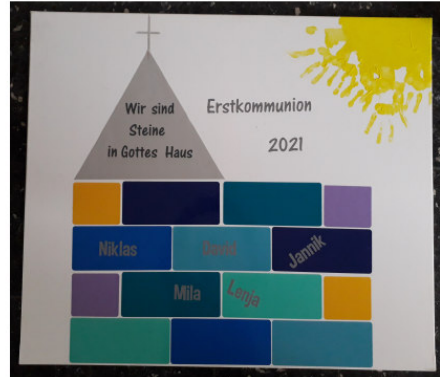 Wir sind
Steine
in Gottes Haus
Erstkommunion
2021
Niklas
Jannik
Mila
Lenja